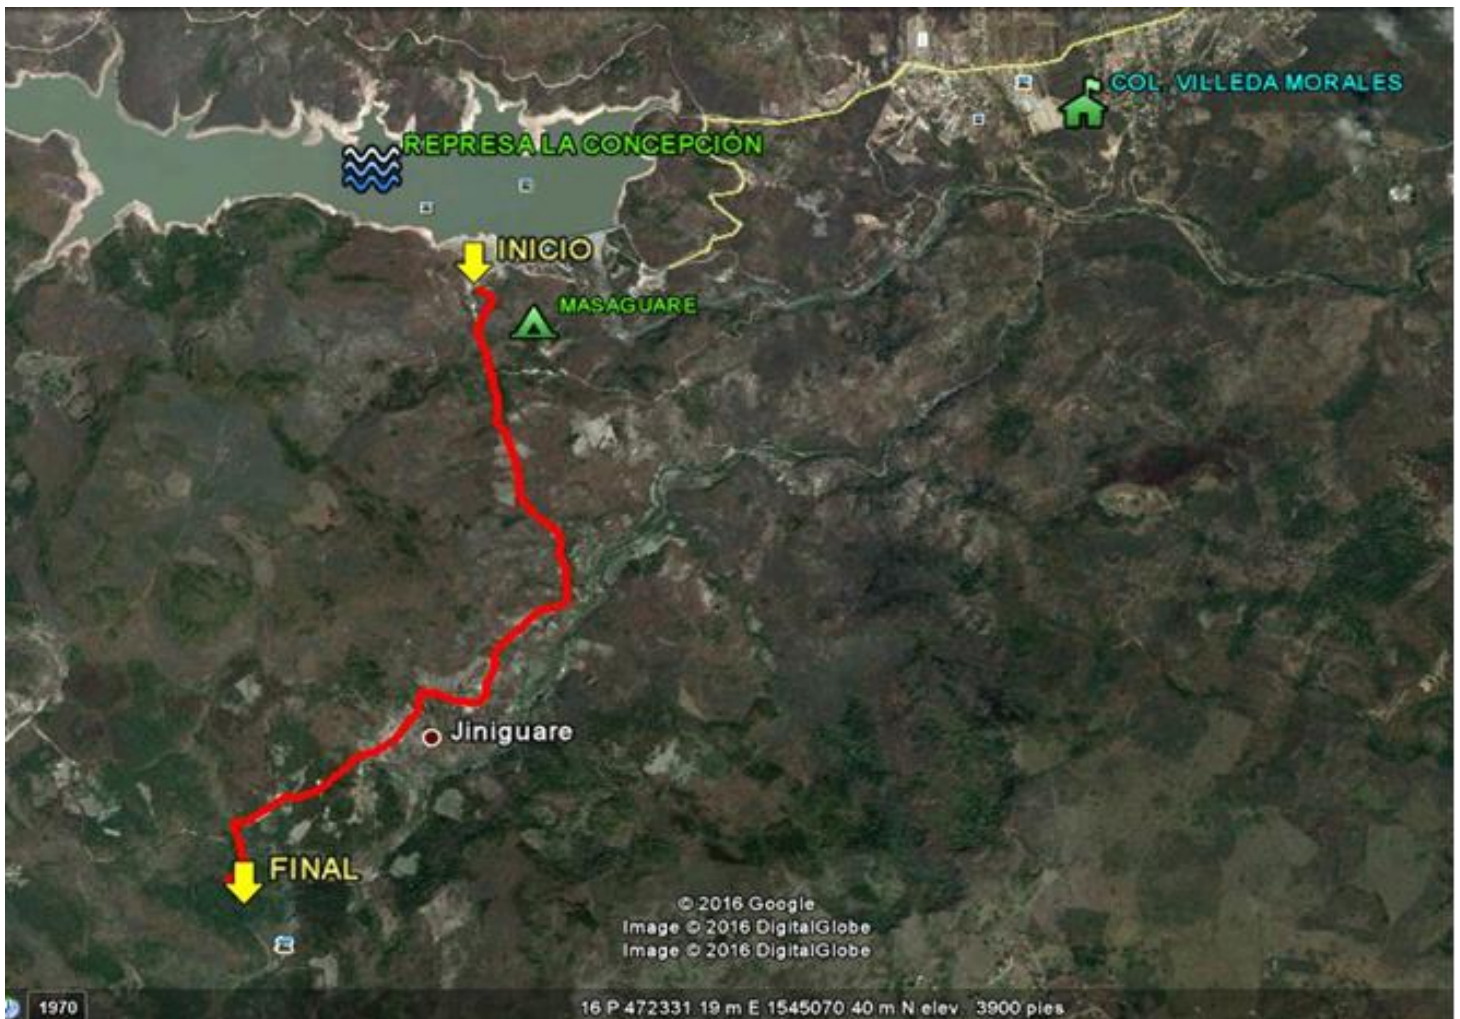 COL. VILLEDA MORALES
REPRESA LA CONCEPCIÓN
INICIO
MASAGUARE
Jiniguare
FINAL
© 2016 Google
Image © 2016 DigitalGlobe
Image © 2016 DigitalGlobe
1970
16 P 472331.19 m E 1545070.40 m N elev. 3900 pies